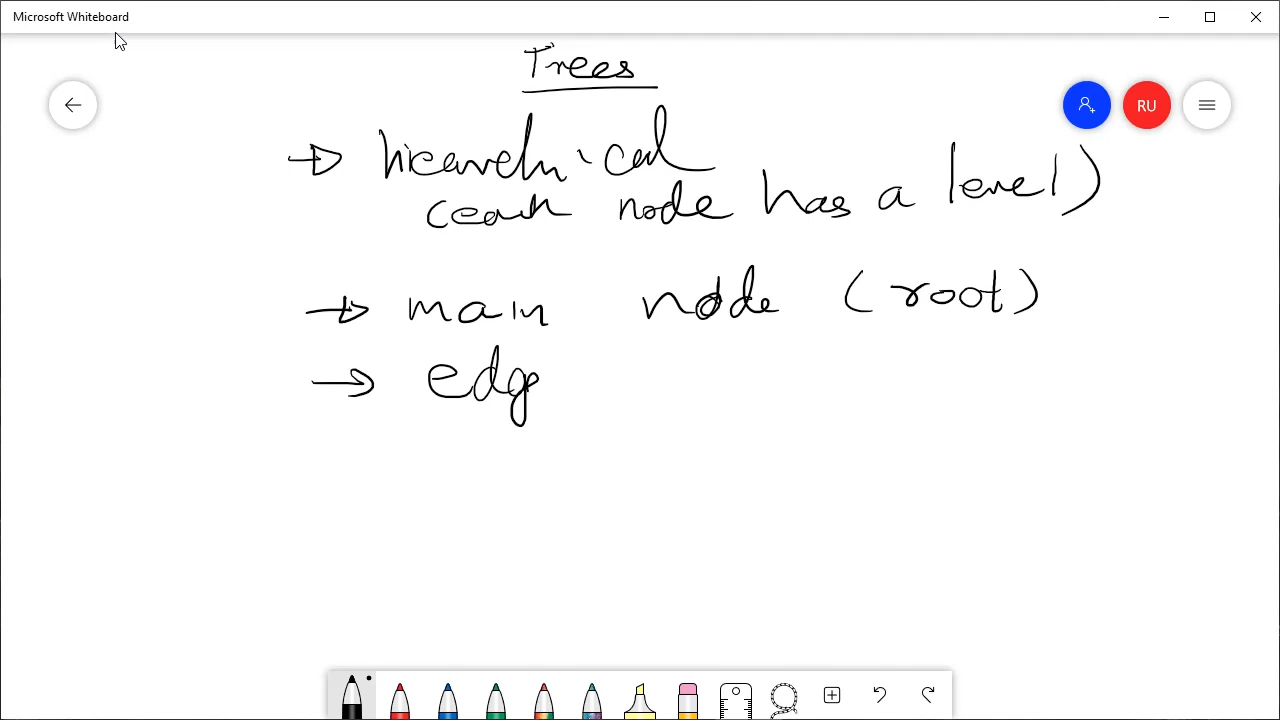 Microsoft Whiteboard
Trees
RU
→ hierarchical
(each node has a level)
→ main node (root)
→ edge